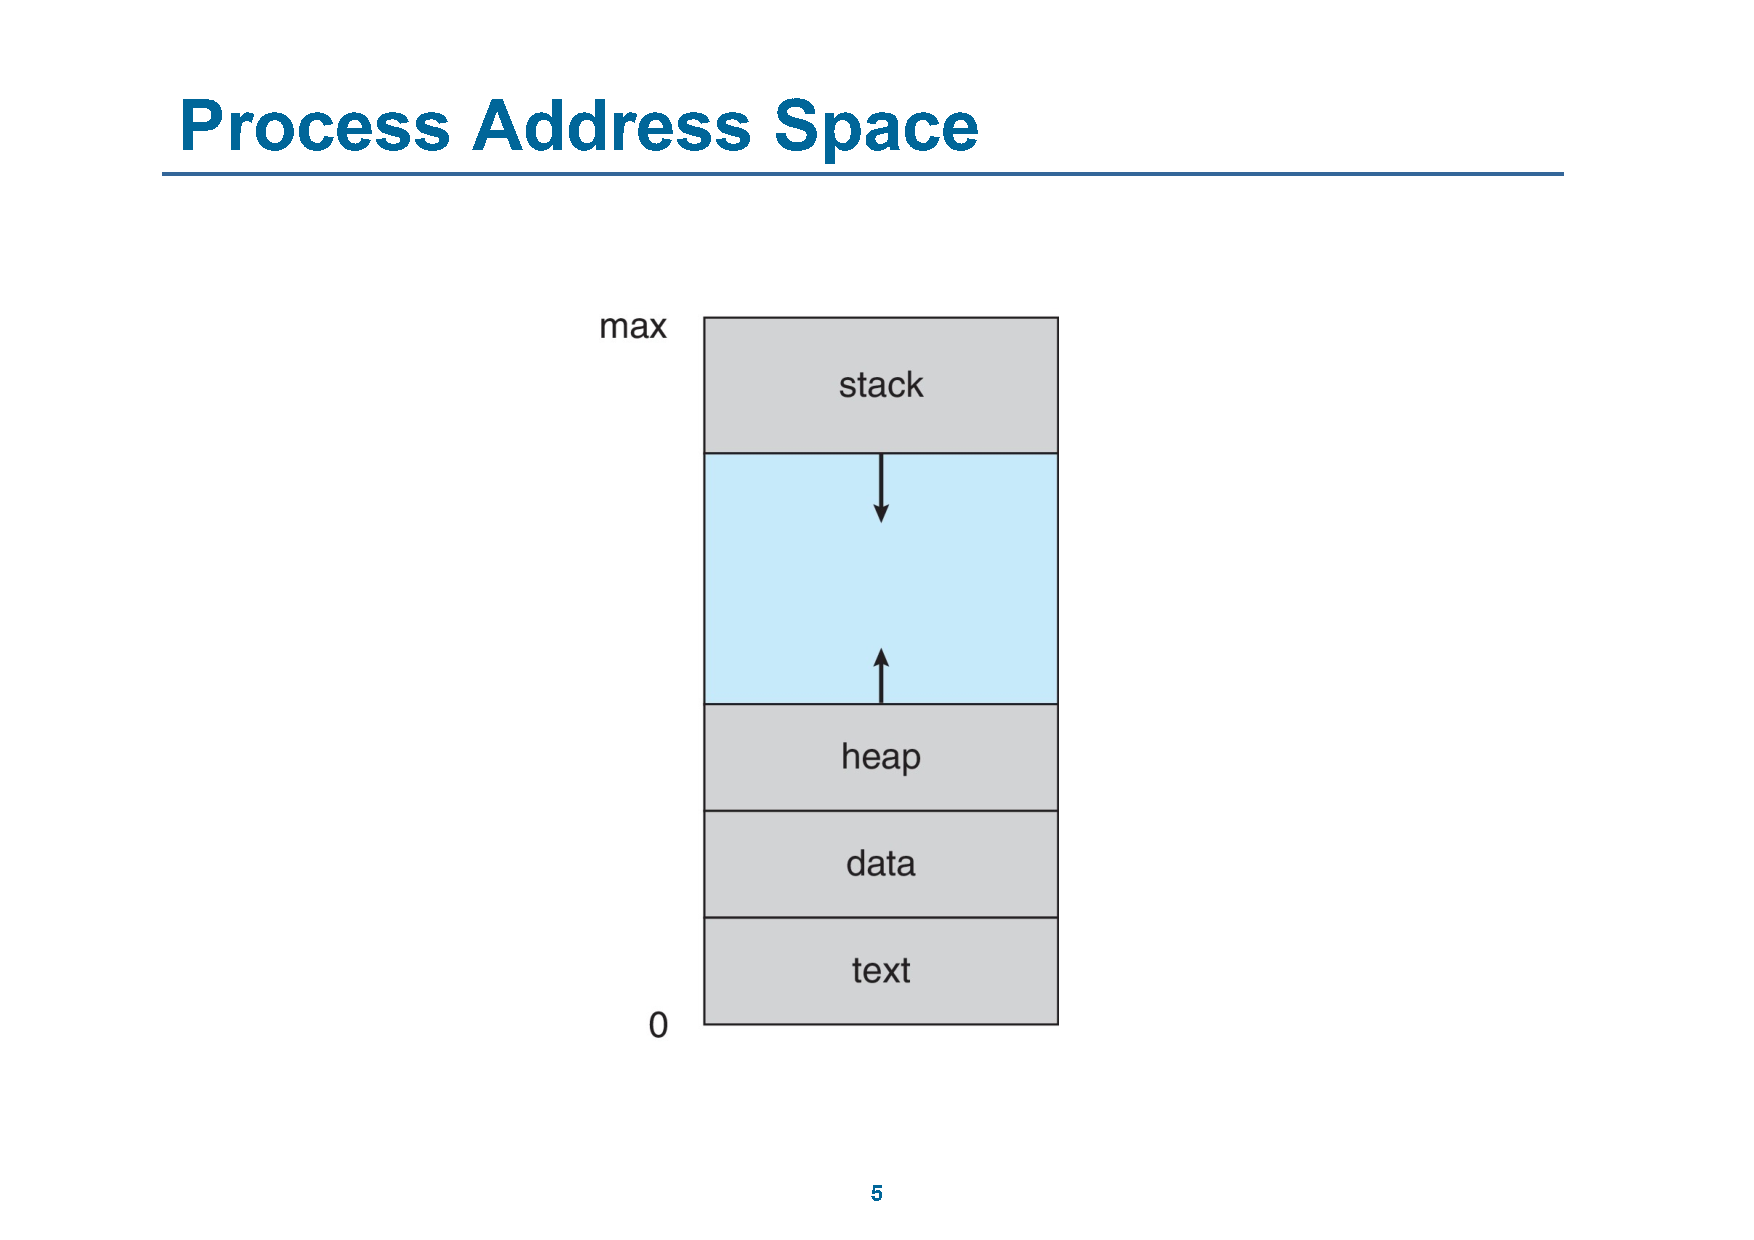 Process Address Space
max
stack
heap
data
text
0
5